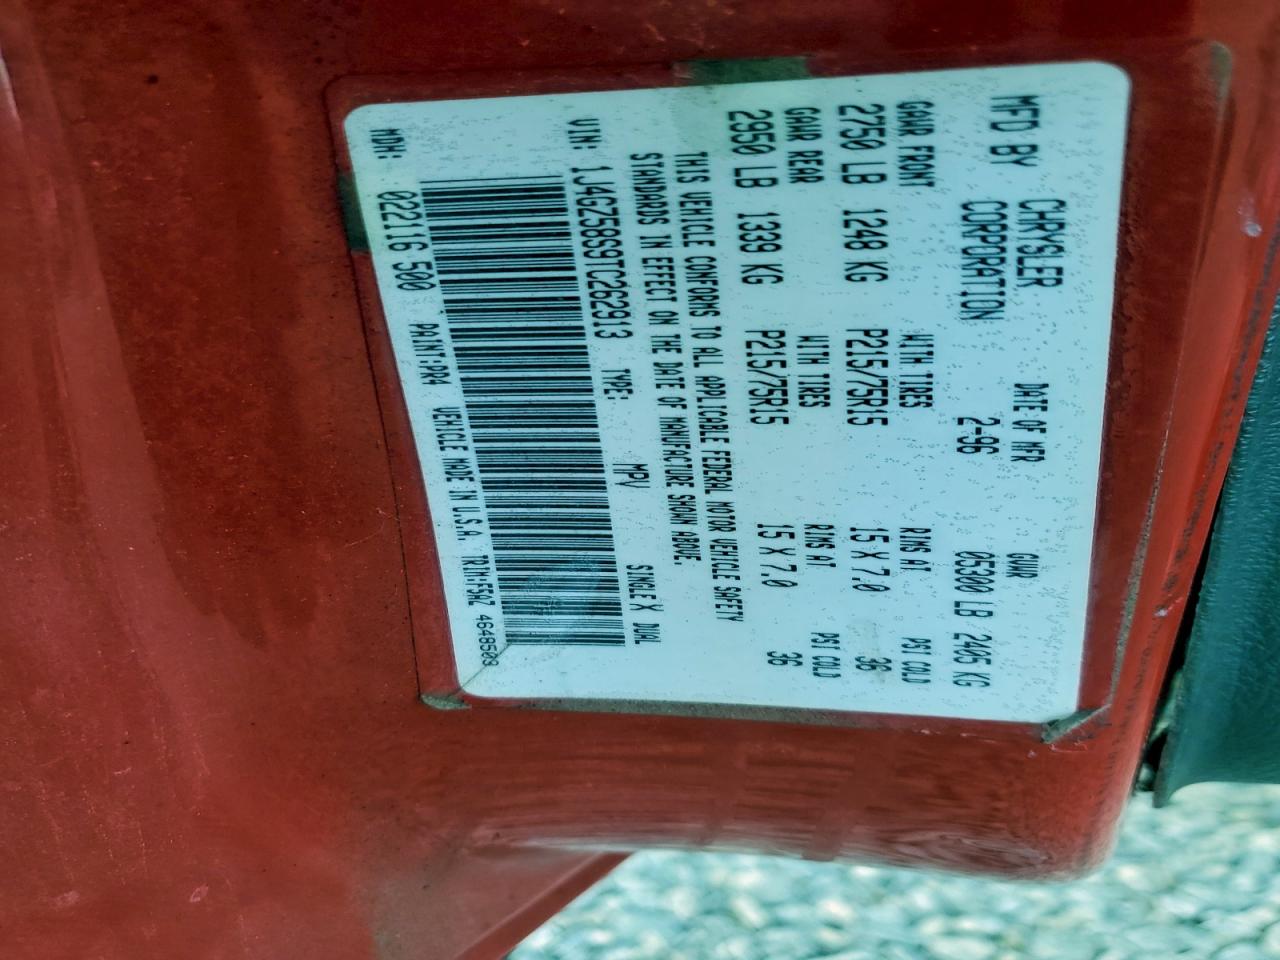 MFD BY CHRYSLER CORPORATION DATE OF MFR 2-96 GVWR 05300 LB / 2405 KG
GAWR FRONT WITH TIRES RIMS AT PSI COLD
2750 LB 1248 KG P215/75R15 15 X 7.0 36
GAWR REAR WITH TIRES RIMS AT PSI COLD
2950 LB 1339 KG P215/75R15 15 X 7.0 36
THIS VEHICLE CONFORMS TO ALL APPLICABLE FEDERAL MOTOR VEHICLE SAFETY
STANDARDS IN EFFECT ON THE DATE OF MANUFACTURE SHOWN ABOVE.
VIN: 1J4GZ58S9TC262913 TYPE: MPV SINGLE X DUAL
MDH: 022116 500 PAINT:PR4 VEHICLE MADE IN U.S.A. TRIM:F5AZ 4648509